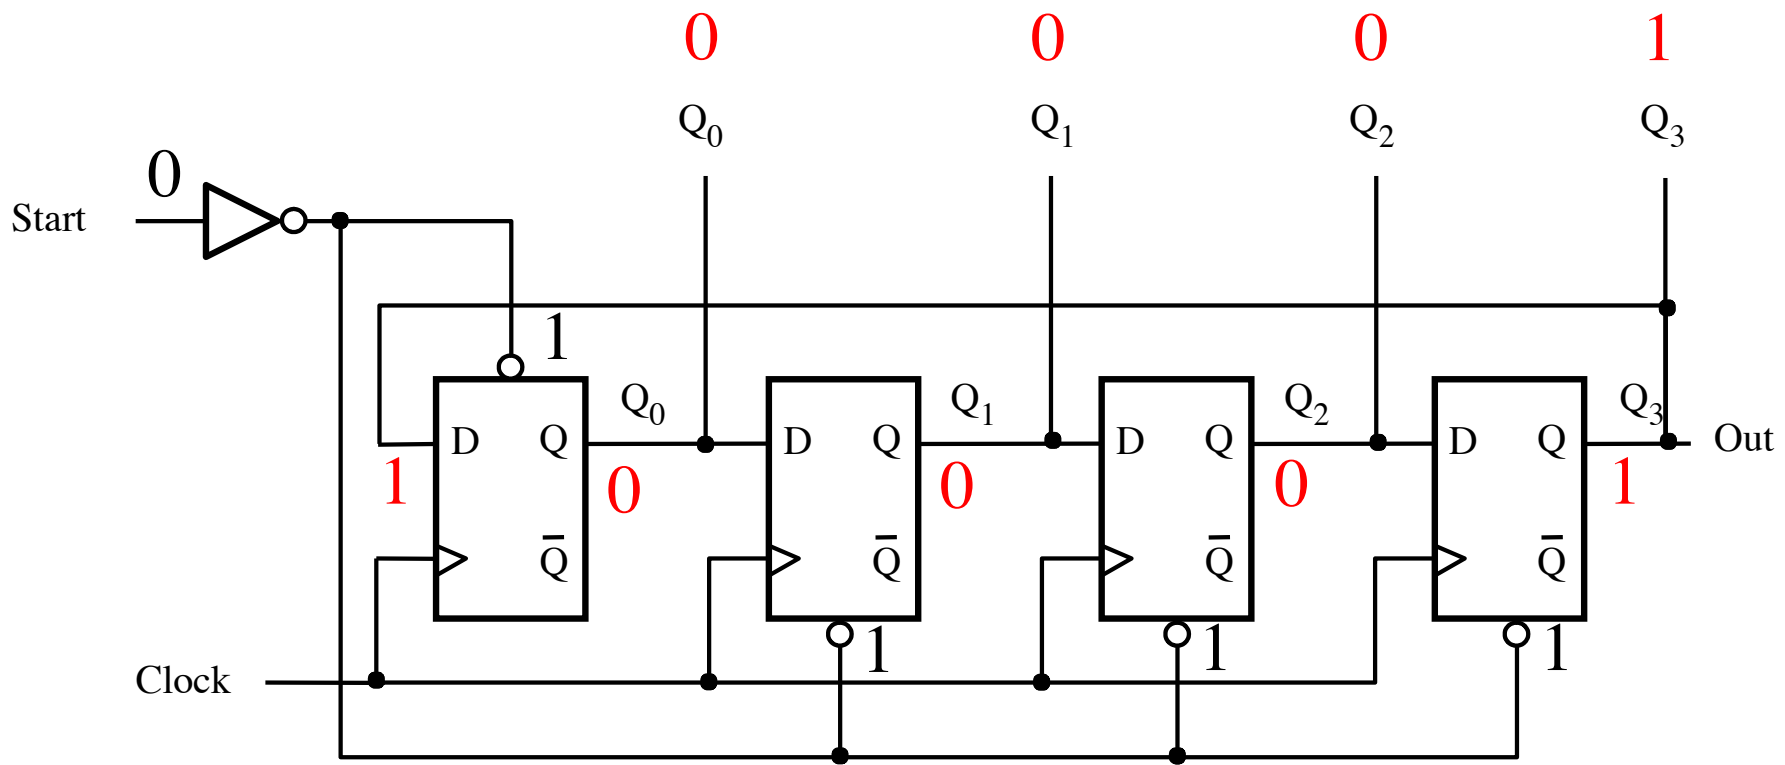 0 0 0 1
Q0 Q1 Q2 Q3
0
Start
1
Q0 Q1 Q2 Q3
D Q D Q D Q D Q Out
1 0 0 0 1
Q̅ Q̅ Q̅ Q̅
1 1 1
Clock